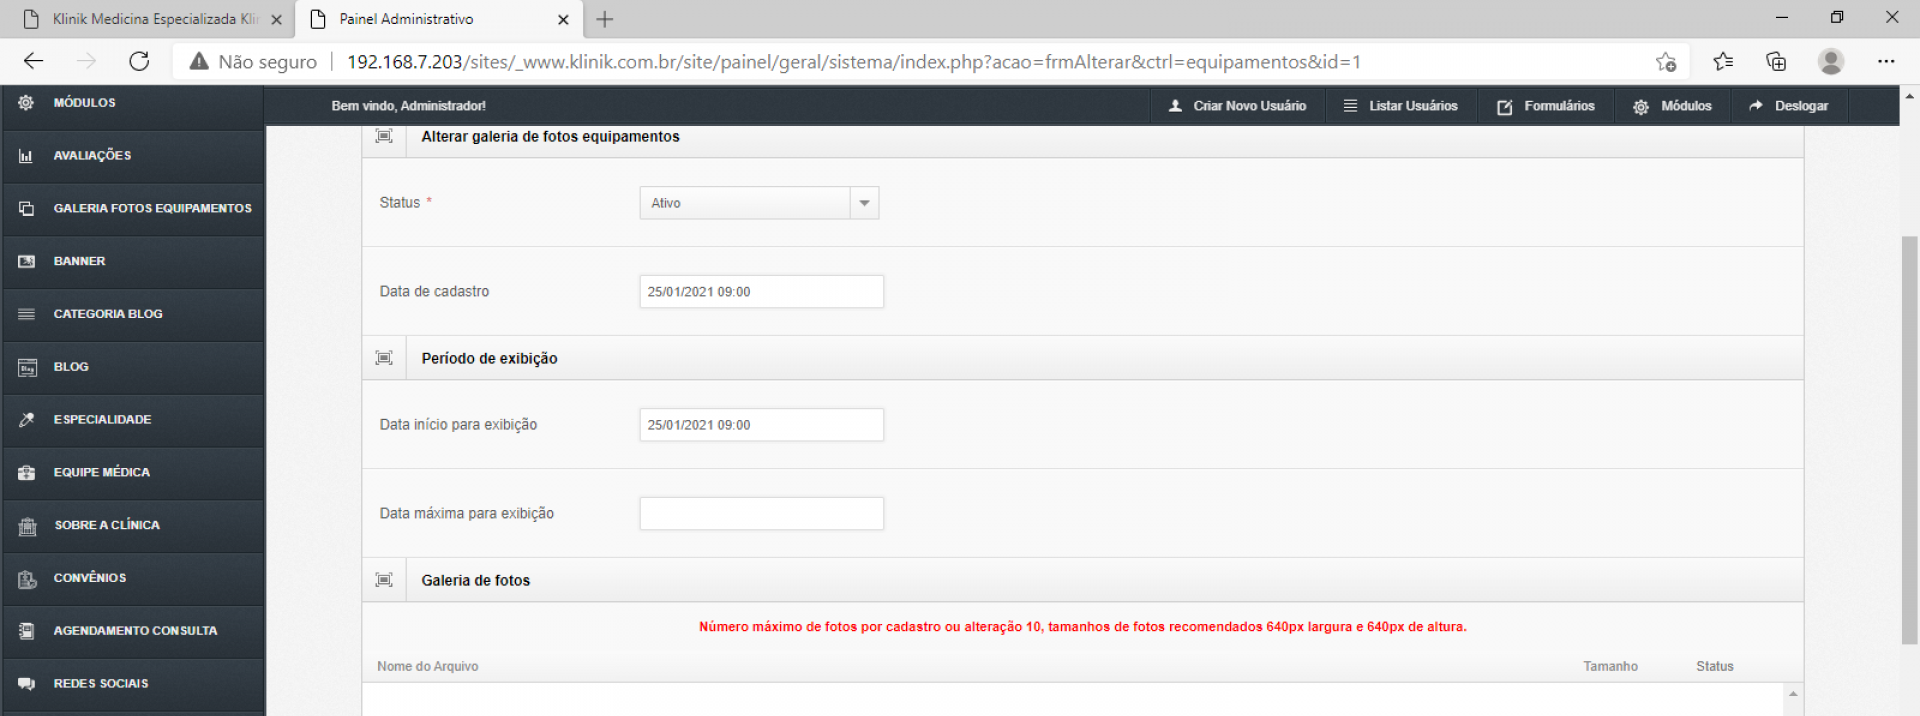 Klinik Medicina Especializada Klin
Painel Administrativo
Não seguro
192.168.7.203/sites/_www.klinik.com.br/site/painel/geral/sistema/index.php?acao=frmAlterar&ctrl=equipamentos&id=1
Bem vindo, Administrador!
Criar Novo Usuário
Listar Usuários
Formulários
Módulos
Deslogar
MÓDULOS
AVALIAÇÕES
GALERIA FOTOS EQUIPAMENTOS
BANNER
CATEGORIA BLOG
BLOG
ESPECIALIDADE
EQUIPE MÉDICA
SOBRE A CLÍNICA
CONVÊNIOS
AGENDAMENTO CONSULTA
REDES SOCIAIS
Alterar galeria de fotos equipamentos
Status *
Ativo
Data de cadastro
25/01/2021 09:00
Período de exibição
Data início para exibição
25/01/2021 09:00
Data máxima para exibição
Galeria de fotos
Número máximo de fotos por cadastro ou alteração 10, tamanhos de fotos recomendados 640px largura e 640px de altura.
Nome do Arquivo
Tamanho
Status